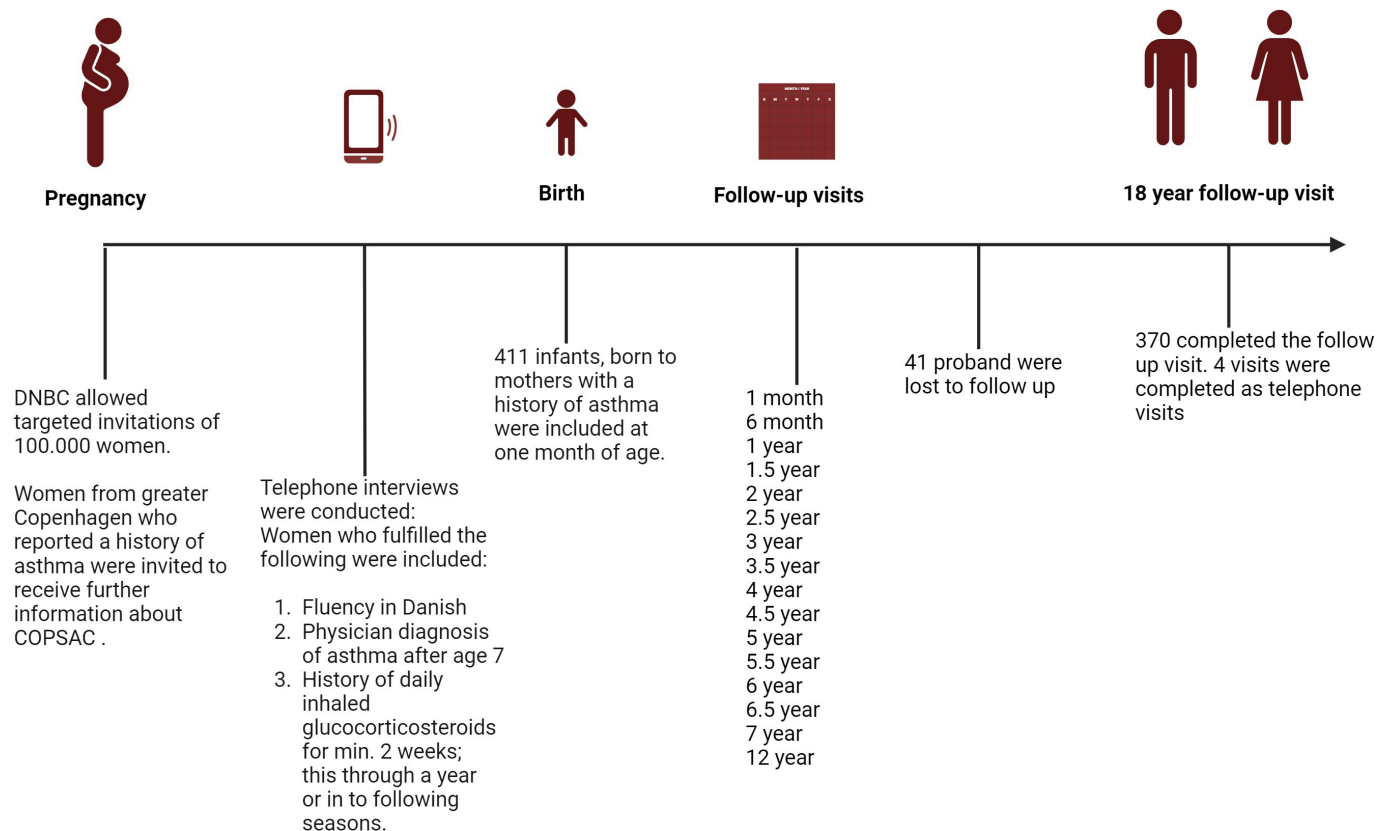 MONTH / YEAR
S M T W T F S
Pregnancy
Birth
Follow-up visits
18 year follow-up visit
DNBC allowed
targeted invitations of
100.000 women.
Women from greater
Copenhagen who
reported a history of
asthma were invited to
receive further
information about
COPSAC .
Telephone interviews
were conducted:
Women who fulfilled the
following were included:
1. Fluency in Danish
2. Physician diagnosis
of asthma after age 7
3. History of daily
inhaled
glucocorticosteroids
for min. 2 weeks;
this through a year
or in to following
seasons.
411 infants, born to
mothers with a
history of asthma
were included at
one month of age.
1 month
6 month
1 year
1.5 year
2 year
2.5 year
3 year
3.5 year
4 year
4.5 year
5 year
5.5 year
6 year
6.5 year
7 year
12 year
41 proband were
lost to follow up
370 completed the follow
up visit. 4 visits were
completed as telephone
visits